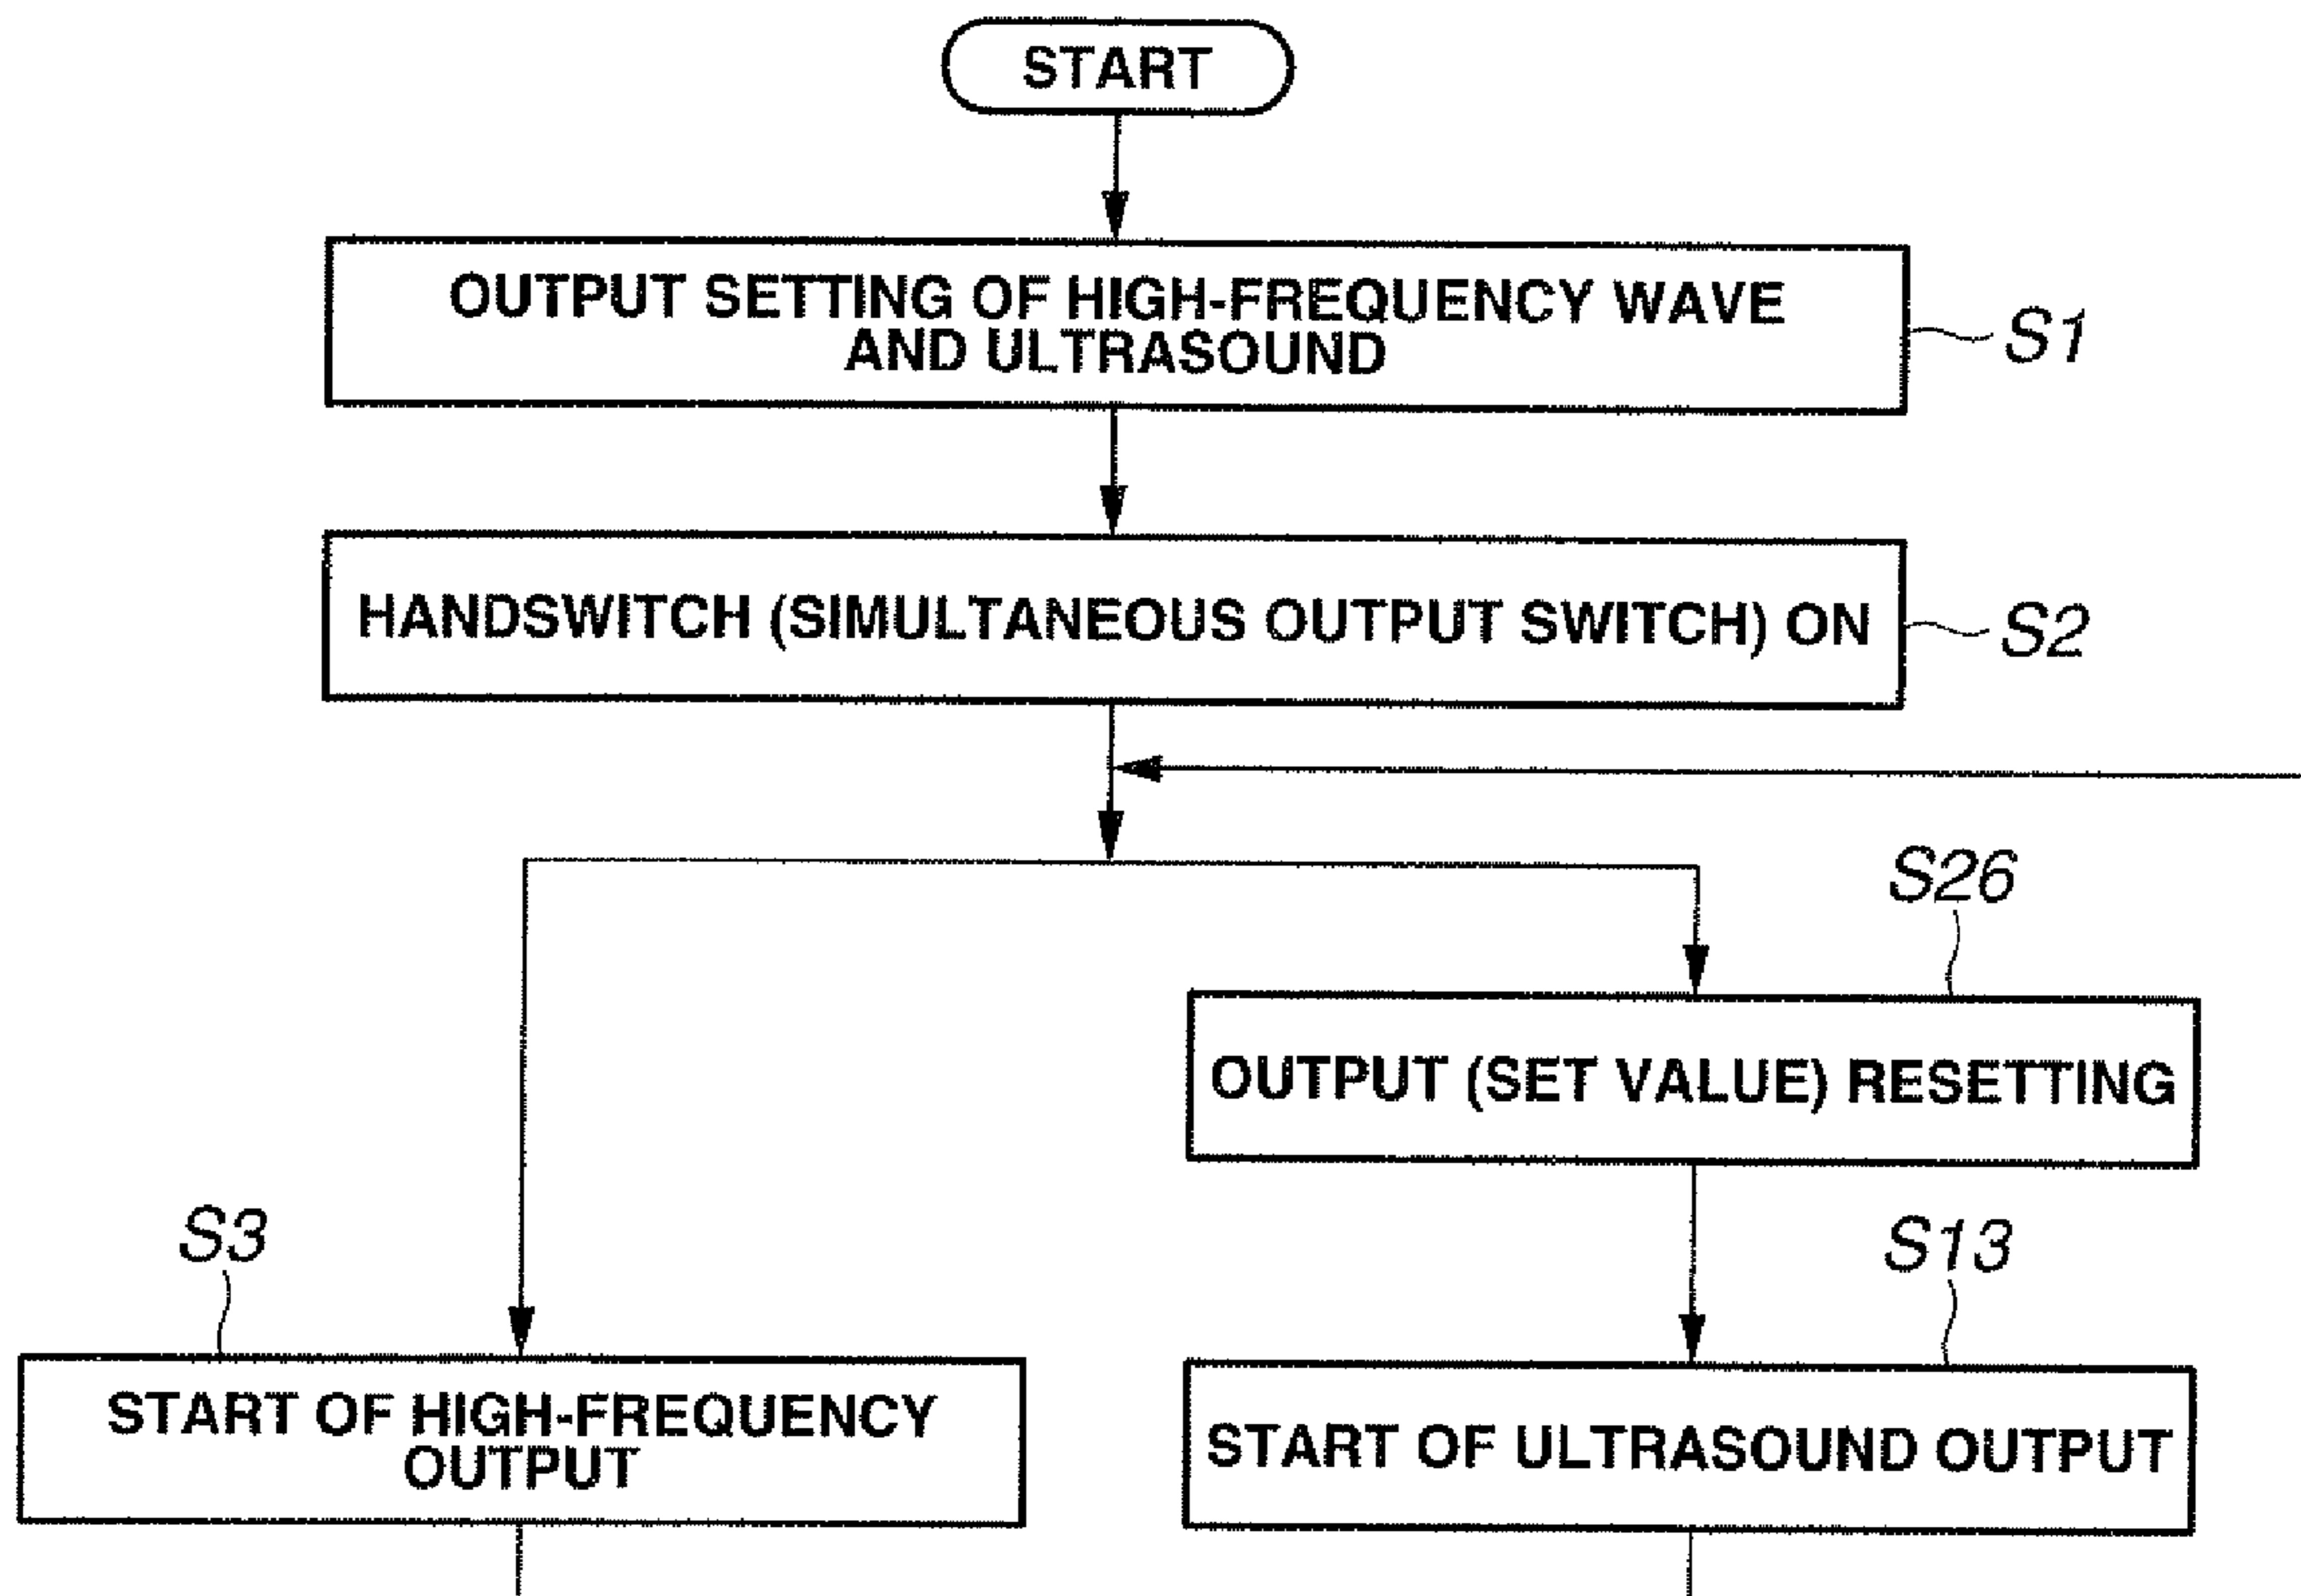 START
OUTPUT SETTING OF HIGH-FREQUENCY WAVE
AND ULTRASOUND
S1
HANDSWITCH (SIMULTANEOUS OUTPUT SWITCH) ON
S2
S26
OUTPUT (SET VALUE) RESETTING
S3
S13
START OF HIGH-FREQUENCY
OUTPUT
START OF ULTRASOUND OUTPUT